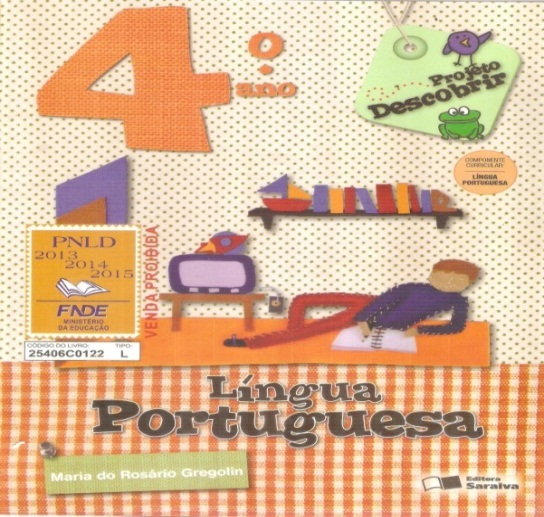 4º
ano
Projeto
Descobrir
COMPONENTE
CURRICULAR:
LÍNGUA
PORTUGUESA
PNLD
2013
2014
2015
FNDE
MINISTÉRIO
DA EDUCAÇÃO
VENDA PROIBIDA
CÓDIGO DO LIVRO: TIPO:
25406C0122 L
Língua
Portuguesa
Maria do Rosário Gregolin
Editora
Saraiva